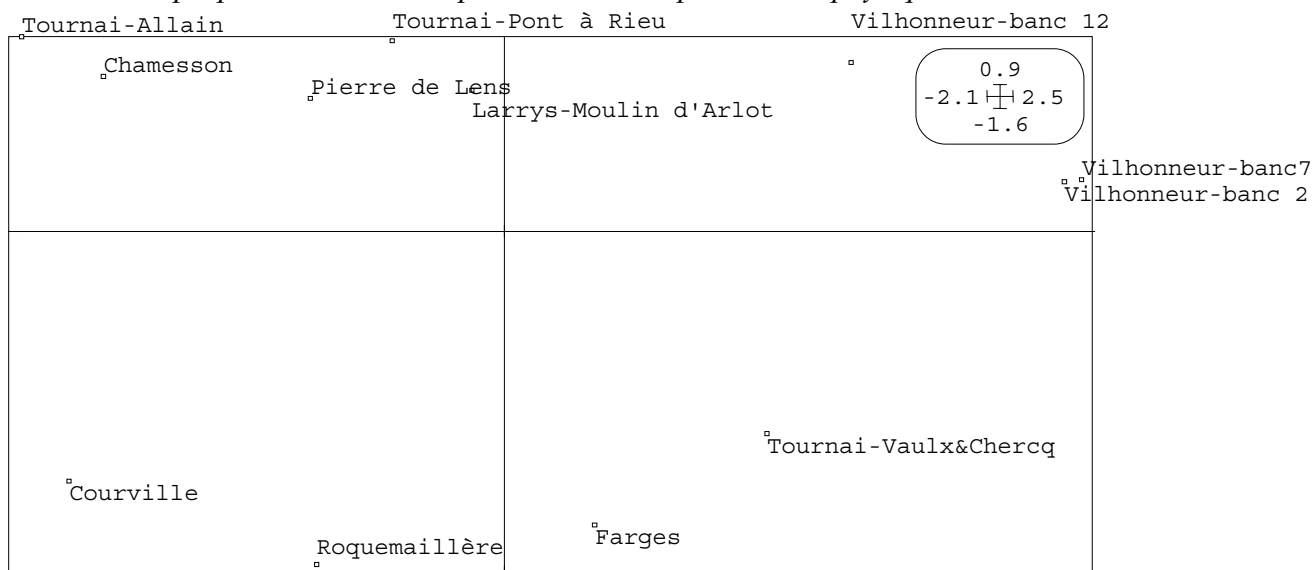 Tournai-Allain
Tournai-Pont à Rieu
Vilhonneur-banc 12
Chamesson
Pierre de Lens
Larrys-Moulin d'Arlot
0.9
-2.1 2.5
-1.6
Vilhonneur-banc7
Vilhonneur-banc 2
Tournai-Vaulx&Chercq
Courville
Roquemaillère
Farges